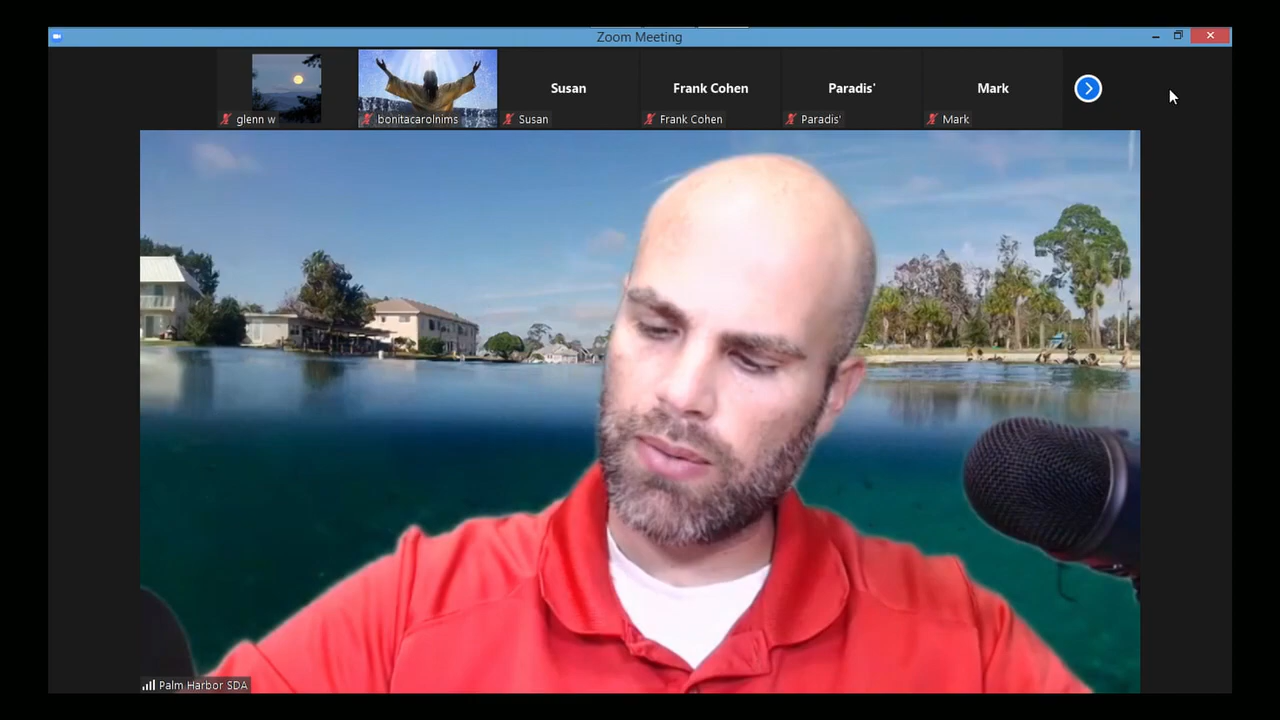 Zoom Meeting
Susan
Frank Cohen
Paradis'
Mark
glenn w
bonitacarolnims
Susan
Frank Cohen
Paradis'
Mark
Palm Harbor SDA